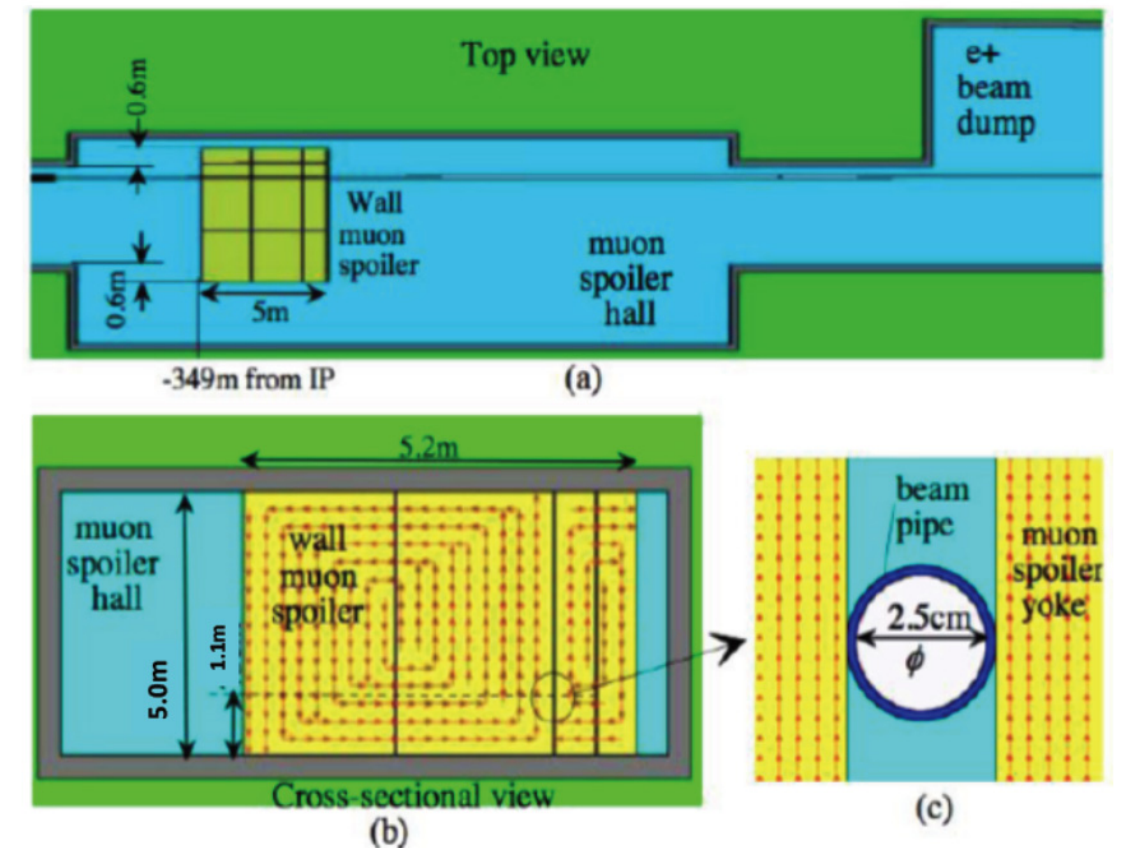 Top view
e+
beam
dump
0.6m
Wall
muon
spoiler
muon
spoiler
hall
0.6m
5m
-349m from IP
(a)
5.2m
muon
spoiler
hall
wall
muon
spoiler
1.1m
5.0m
Cross-sectional view
(b)
beam
pipe
muon
spoiler
yoke
2.5cm
ϕ
(c)